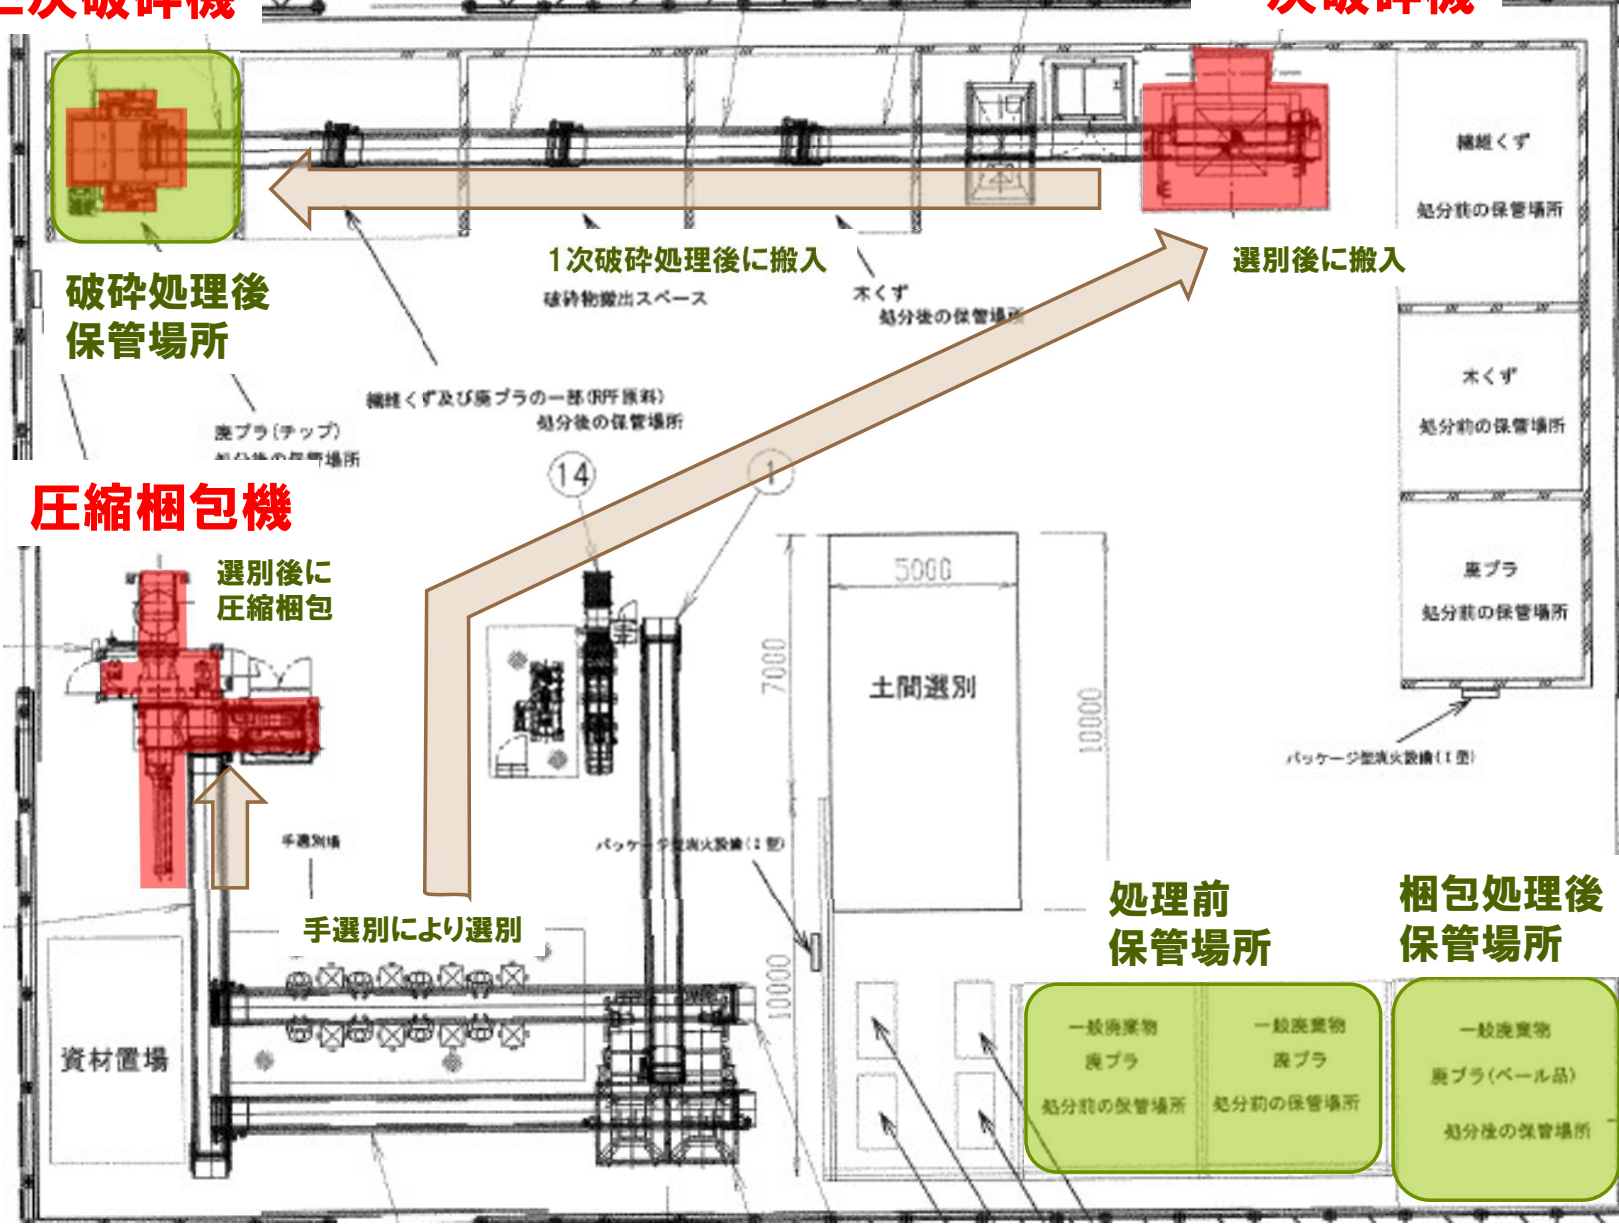 二次破砕機
次破砕機
繊維くず
処分前の保管場所
1次破砕処理後に搬入
選別後に搬入
破砕処理後
保管場所
破砕物搬出スペース
木くず
処分後の保管場所
木くず
処分前の保管場所
繊維くず及び廃プラの一部(RPF原料)
処分後の保管場所
廃プラ(チップ)
処分後の保管場所
14
1
圧縮梱包機
選別後に
圧縮梱包
5000
廃プラ
処分前の保管場所
7000
土間選別
10000
パッケージ型消火設備(I型)
手選別場
パッケージ型消火設備(I型)
処理前
保管場所
梱包処理後
保管場所
手選別により選別
10000
資材置場
一般廃棄物
廃プラ
処分前の保管場所
一般廃棄物
廃プラ
処分前の保管場所
一般廃棄物
廃プラ(ベール品)
処分後の保管場所